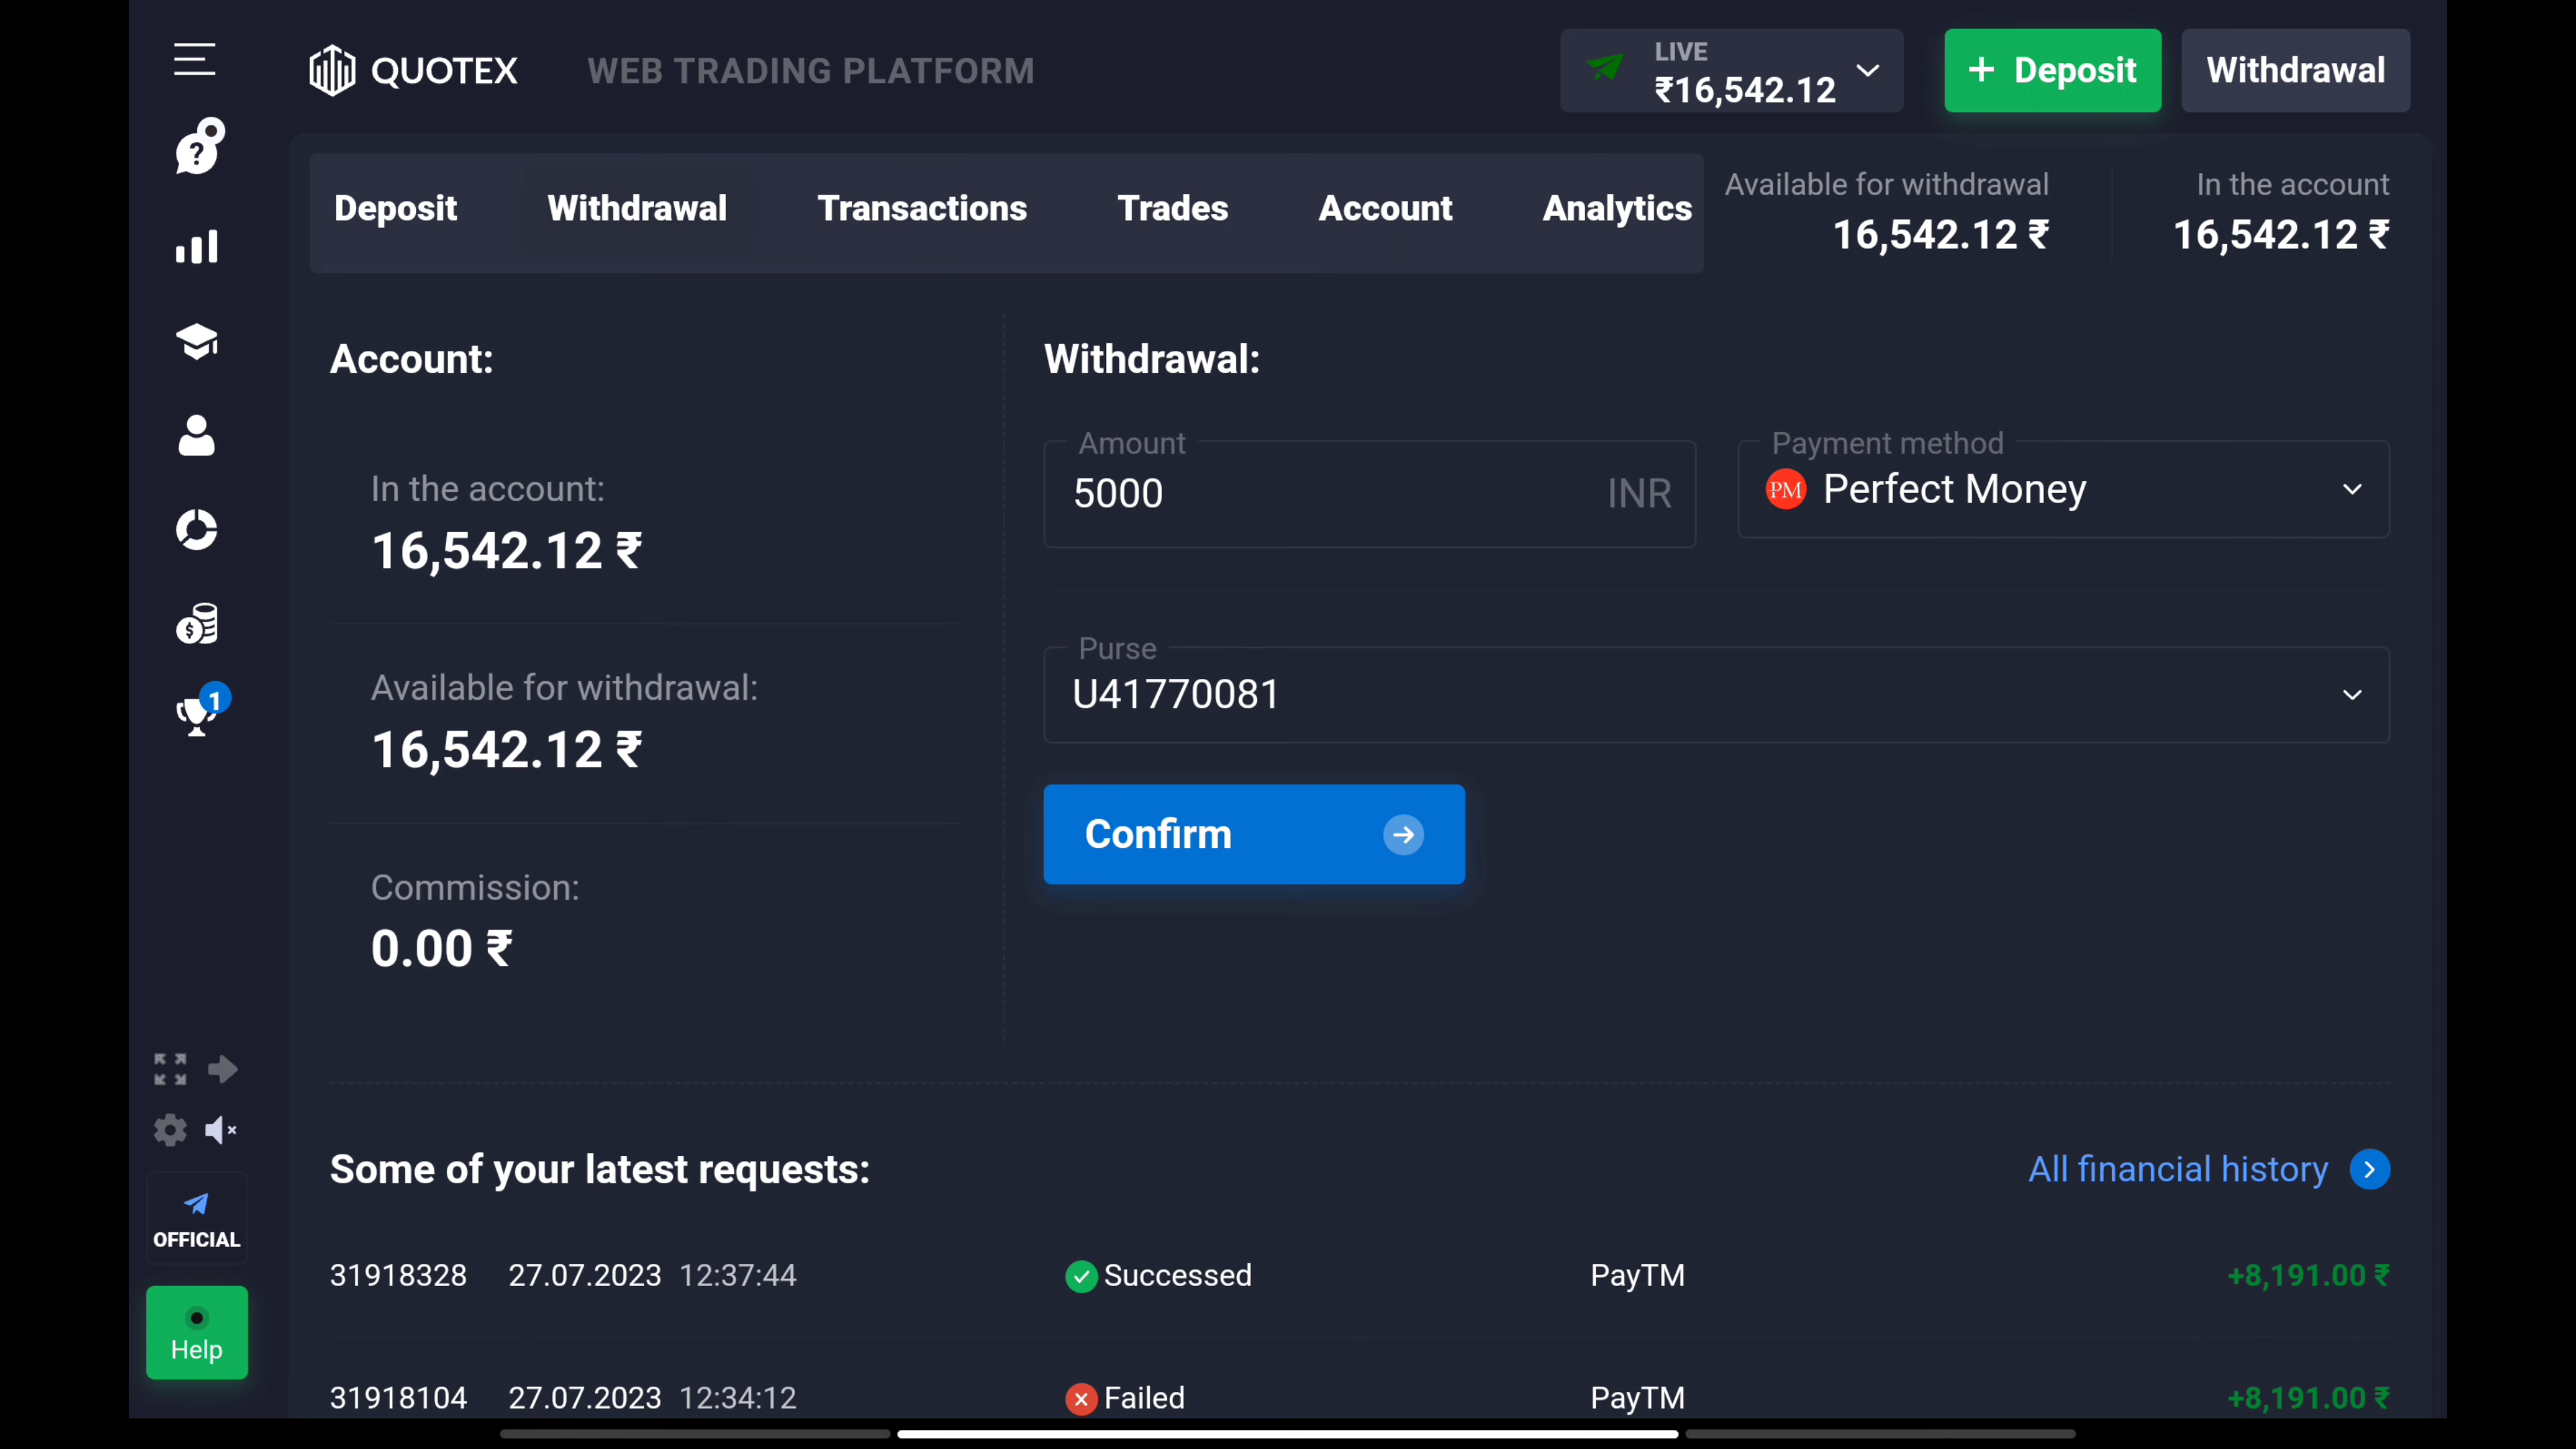 QUOTEX
WEB TRADING PLATFORM
LIVE
₹16,542.12
+ Deposit
Withdrawal
Deposit
Withdrawal
Transactions
Trades
Account
Analytics
Available for withdrawal
16,542.12 ₹
In the account
16,542.12 ₹
Account:
In the account:
16,542.12 ₹
Available for withdrawal:
16,542.12 ₹
Commission:
0.00 ₹
Withdrawal:
Amount
5000 INR
Payment method
PM Perfect Money
Purse
U41770081
Confirm
1
OFFICIAL
Help
Some of your latest requests:
All financial history
31918328 27.07.2023 12:37:44 Successed PayTM +8,191.00 ₹
31918104 27.07.2023 12:34:12 Failed PayTM +8,191.00 ₹